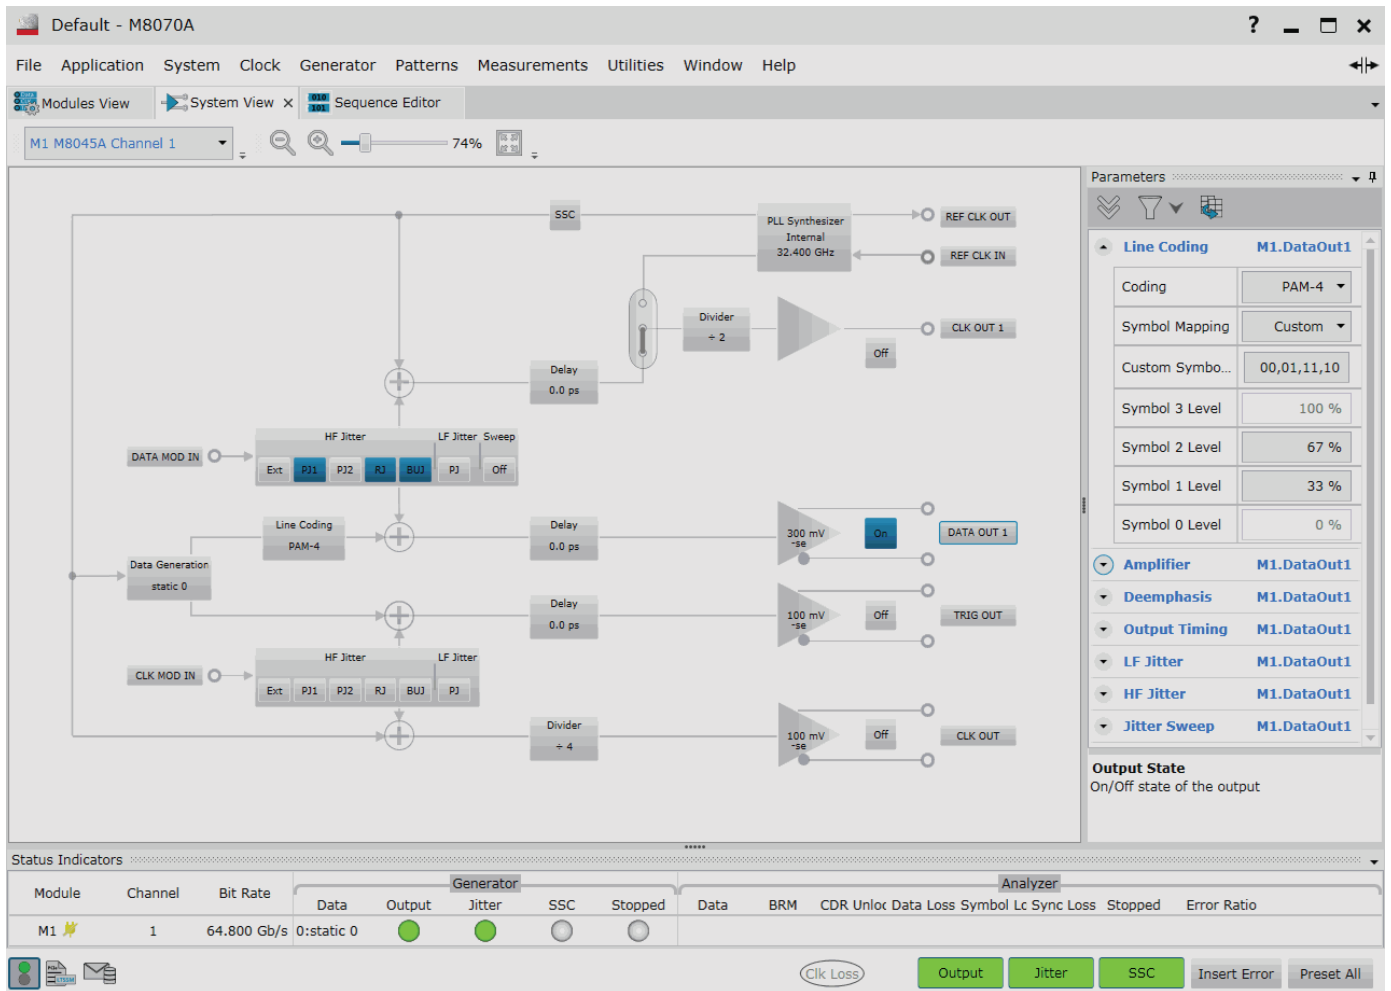 Default - M8070A
?
File Application System Clock Generator Patterns Measurements Utilities Window Help
Modules View System View × Sequence Editor
M1 M8045A Channel 1 74%
Parameters
SSC
PLL Synthesizer
Internal
32.400 GHz
REF CLK OUT
REF CLK IN
Divider
÷ 2
CLK OUT 1
Off
Delay
0.0 ps
DATA MOD IN
HF Jitter LF Jitter Sweep
Ext PJ1 PJ2 RJ BUJ PJ Off
Line Coding
PAM-4
Delay
0.0 ps
300 mV
-se
On
DATA OUT 1
Data Generation
static 0
Delay
0.0 ps
100 mV
-se
Off
TRIG OUT
CLK MOD IN
HF Jitter LF Jitter
Ext PJ1 PJ2 RJ BUJ PJ
Divider
÷ 4
100 mV
-se
Off
CLK OUT
Line Coding M1.DataOut1
Coding PAM-4
Symbol Mapping Custom
Custom Symbo... 00,01,11,10
Symbol 3 Level 100 %
Symbol 2 Level 67 %
Symbol 1 Level 33 %
Symbol 0 Level 0 %
Amplifier M1.DataOut1
Deemphasis M1.DataOut1
Output Timing M1.DataOut1
LF Jitter M1.DataOut1
HF Jitter M1.DataOut1
Jitter Sweep M1.DataOut1
Output State
On/Off state of the output
Status Indicators
Generator Analyzer
Module Channel Bit Rate Data Output Jitter SSC Stopped Data BRM CDR Unloc Data Loss Symbol Lc Sync Loss Stopped Error Ratio
M1 1 64.800 Gb/s 0:static 0
Clk Loss Output Jitter SSC Insert Error Preset All